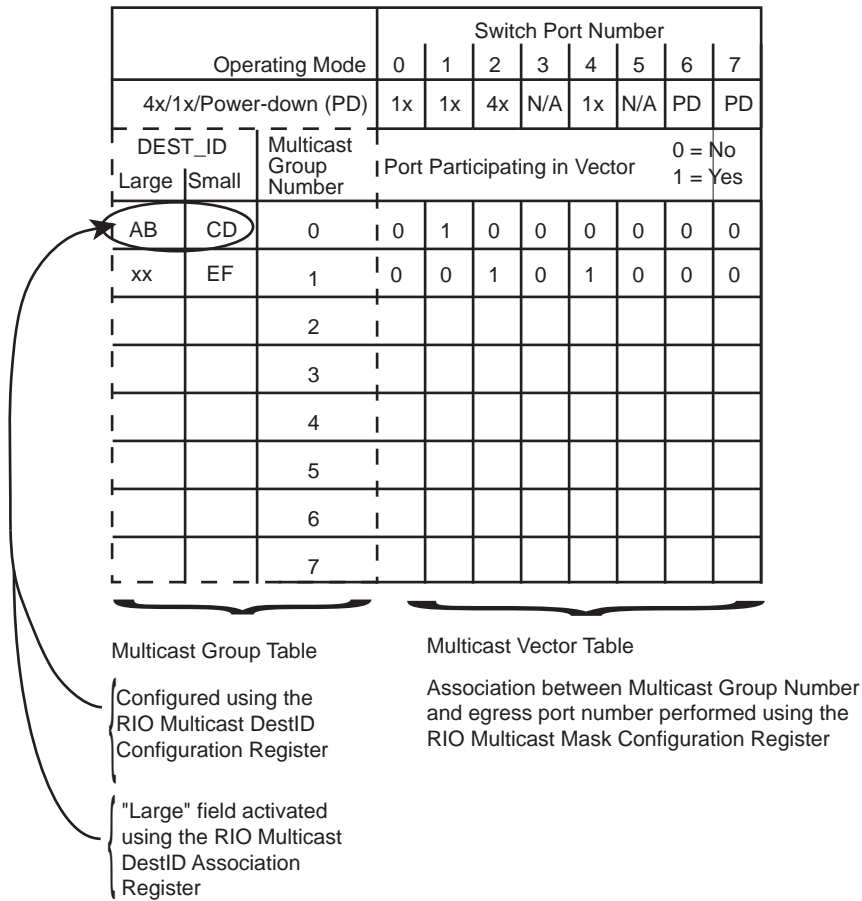 Switch Port Number
Operating Mode 0 1 2 3 4 5 6 7
4x/1x/Power-down (PD) 1x 1x 4x N/A 1x N/A PD PD
DEST_ID Multicast Group Number Port Participating in Vector 0 = No
Large Small 1 = Yes
AB CD 0 0 1 0 0 0 0 0 0
xx EF 1 0 0 1 0 1 0 0 0
2
3
4
5
6
7
Multicast Group Table
Configured using the
RIO Multicast DestID
Configuration Register
"Large" field activated
using the RIO Multicast
DestID Association
Register
Multicast Vector Table
Association between Multicast Group Number
and egress port number performed using the
RIO Multicast Mask Configuration Register